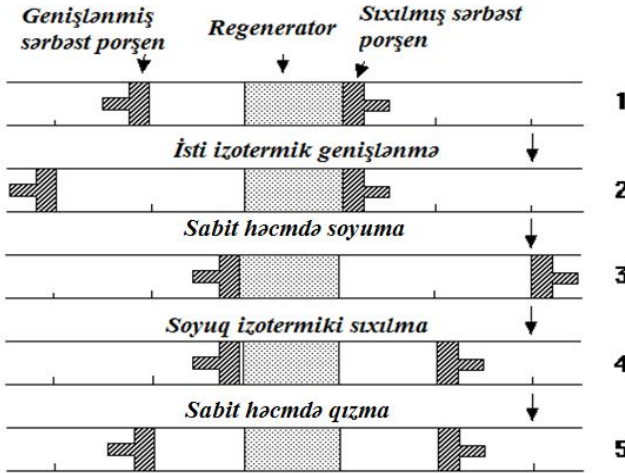 Genişlənmiş
sərbəst porşen
Regenerator
Sıxılmış sərbəst
porşen
1
İsti izotermik genişlənmə
2
Sabit həcmdə soyuma
3
Soyuq izotermiki sıxılma
4
Sabit həcmdə qızma
5